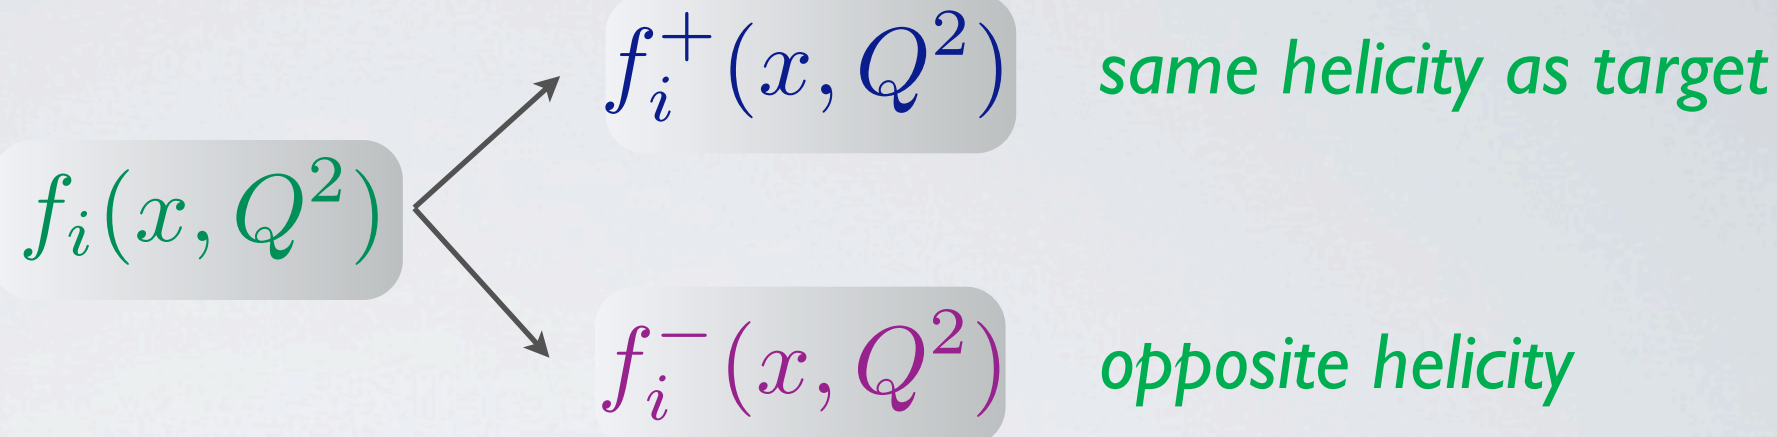 f_i^+(x, Q^2) same helicity as target
f_i(x, Q^2)
f_i^-(x, Q^2) opposite helicity